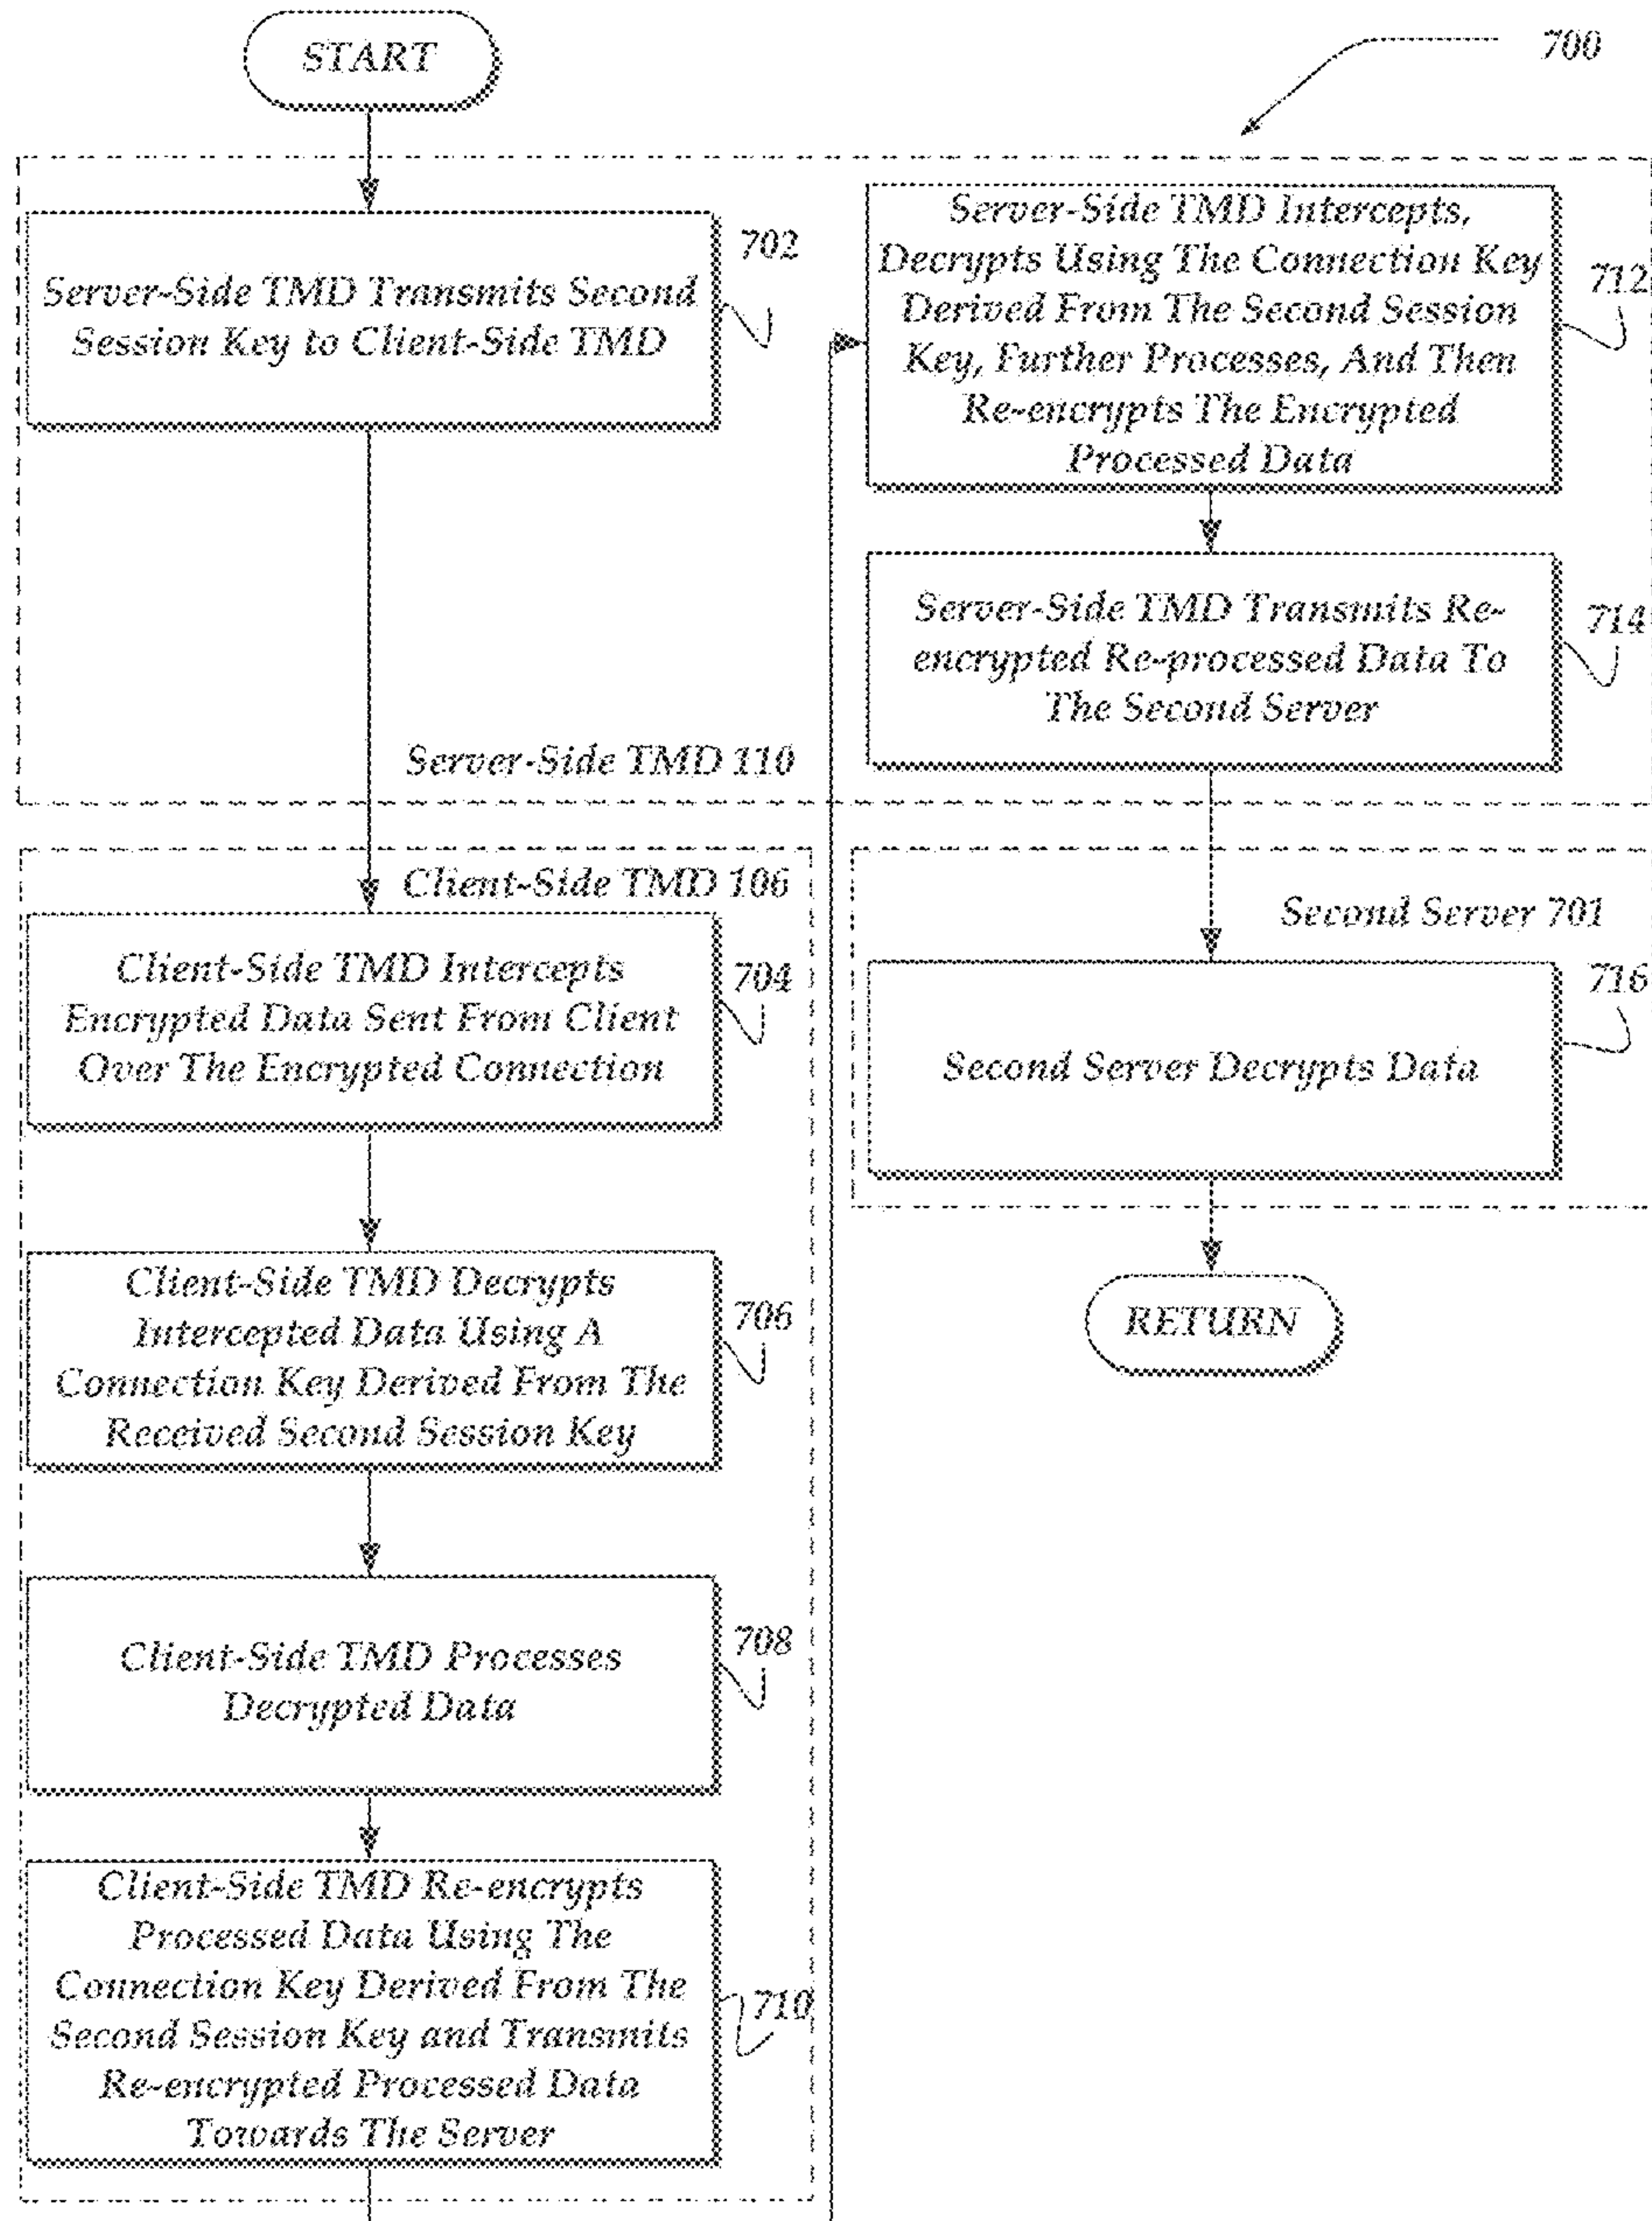 START
700
Server-Side TMD Transmits Second
Session Key to Client-Side TMD
702
Server-Side TMD 110
Client-Side TMD 106
Client-Side TMD Intercepts
Encrypted Data Sent From Client
Over The Encrypted Connection
704
Client-Side TMD Decrypts
Intercepted Data Using A
Connection Key Derived From The
Received Second Session Key
706
Client-Side TMD Processes
Decrypted Data
708
Client-Side TMD Re-encrypts
Processed Data Using The
Connection Key Derived From The
Second Session Key and Transmits
Re-encrypted Processed Data
Towards The Server
710
Server-Side TMD Intercepts,
Decrypts Using The Connection Key
Derived From The Second Session
Key, Further Processes, And Then
Re-encrypts The Encrypted
Processed Data
712
Server-Side TMD Transmits Re-
encrypted Re-processed Data To
The Second Server
714
Second Server 701
Second Server Decrypts Data
716
RETURN